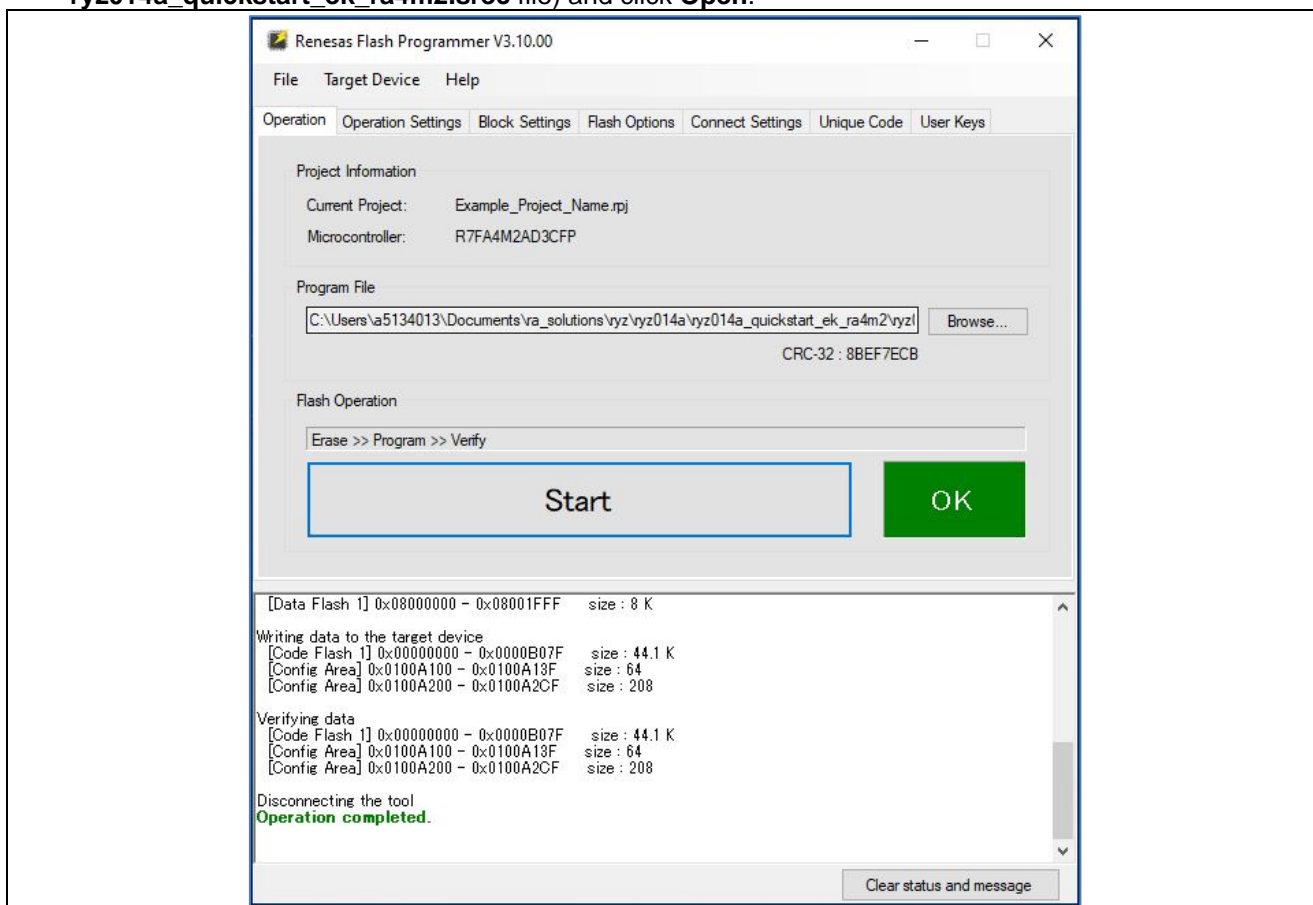 ryz014a_quickstart_ek_ra4m2.srec file) and click Open.
Renesas Flash Programmer V3.10.00
File Target Device Help
Operation Operation Settings Block Settings Flash Options Connect Settings Unique Code User Keys
Project Information
Current Project: Example_Project_Name.rpj
Microcontroller: R7FA4M2AD3CFP
Program File
C:\Users\a5134013\Documents\ra_solutions\ryz\ryz014a\ryz014a_quickstart_ek_ra4m2\ryz( Browse...
CRC-32 : 8BEF7ECB
Flash Operation
Erase >> Program >> Verify
Start OK
[Data Flash 1] 0x08000000 - 0x08001FFF size : 8 K
Writing data to the target device
[Code Flash 1] 0x00000000 - 0x0000B07F size : 44.1 K
[Config Area] 0x0100A100 - 0x0100A13F size : 64
[Config Area] 0x0100A200 - 0x0100A2CF size : 208
Verifying data
[Code Flash 1] 0x00000000 - 0x0000B07F size : 44.1 K
[Config Area] 0x0100A100 - 0x0100A13F size : 64
[Config Area] 0x0100A200 - 0x0100A2CF size : 208
Disconnecting the tool
Operation completed.
Clear status and message